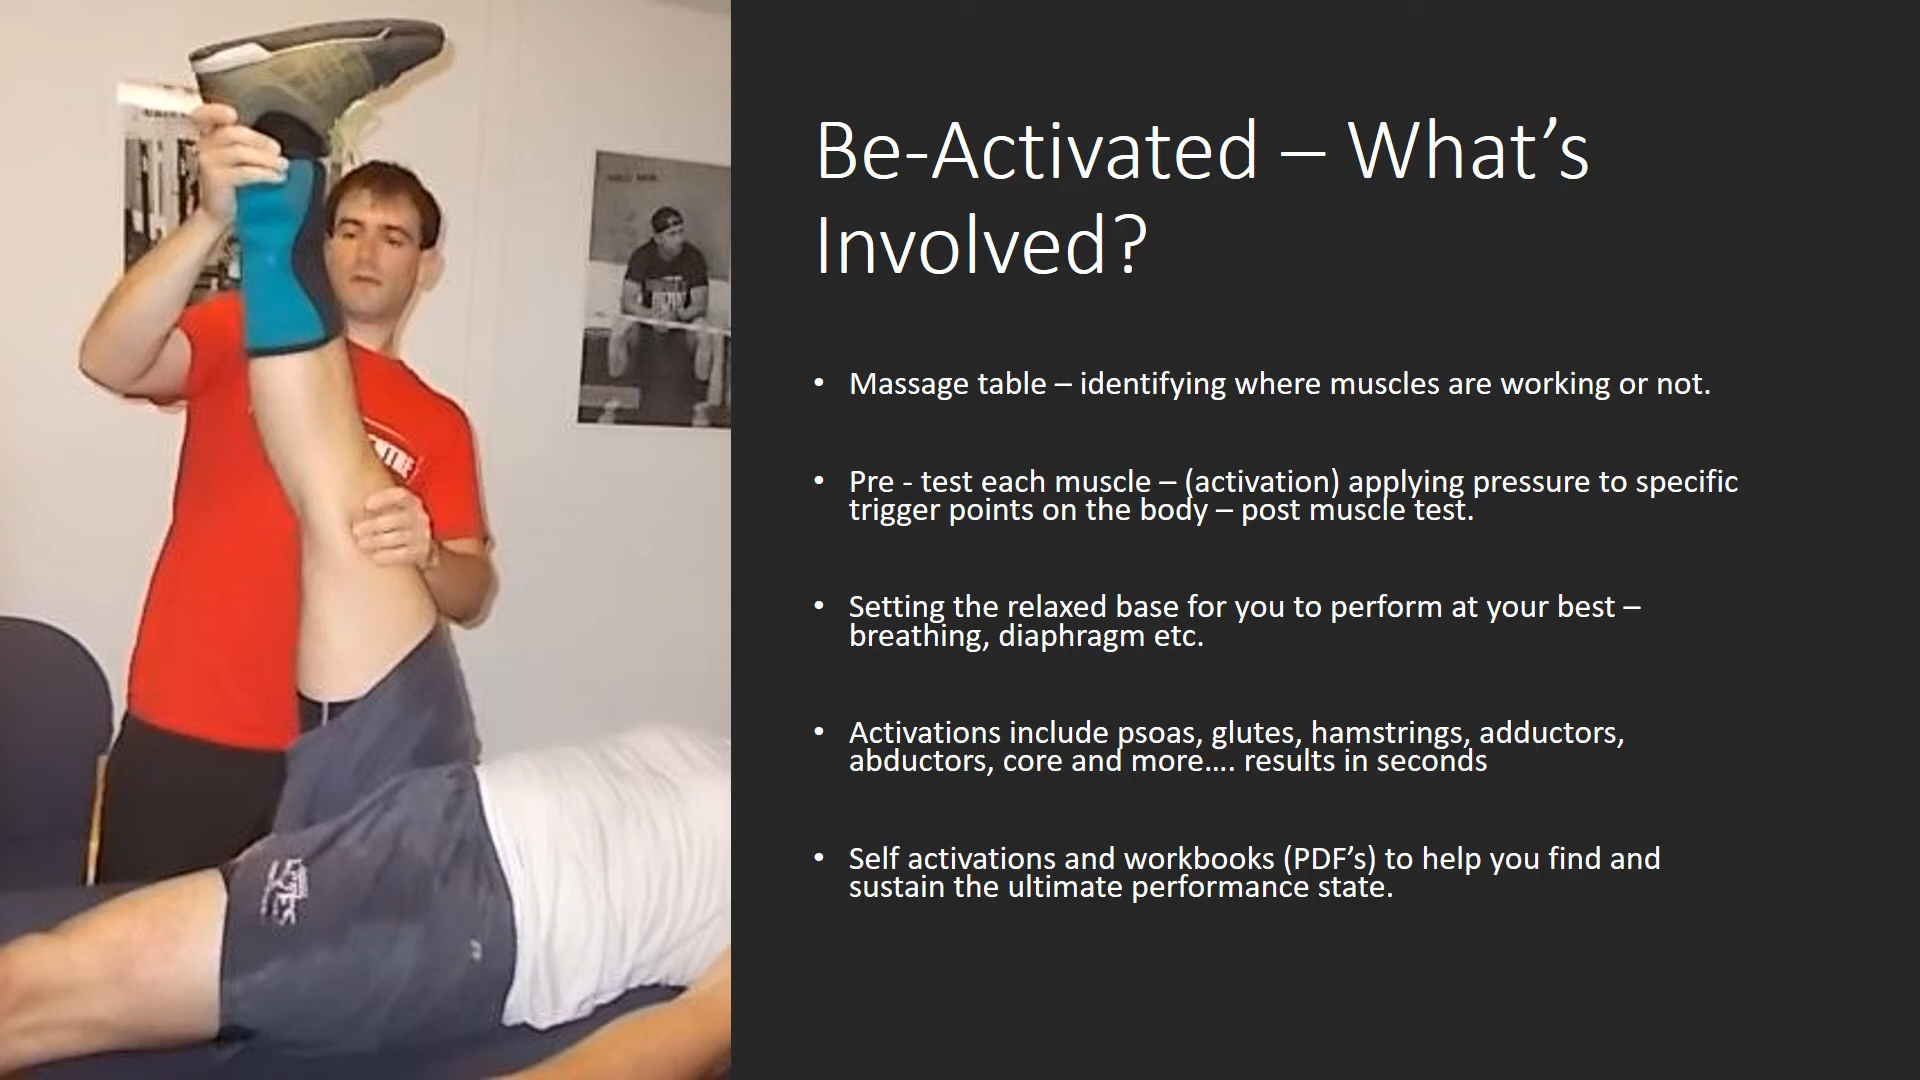 Be-Activated – What’s
Involved?
• Massage table – identifying where muscles are working or not.
• Pre - test each muscle – (activation) applying pressure to specific
trigger points on the body – post muscle test.
• Setting the relaxed base for you to perform at your best –
breathing, diaphragm etc.
• Activations include psoas, glutes, hamstrings, adductors,
abductors, core and more…. results in seconds
• Self activations and workbooks (PDF’s) to help you find and
sustain the ultimate performance state.